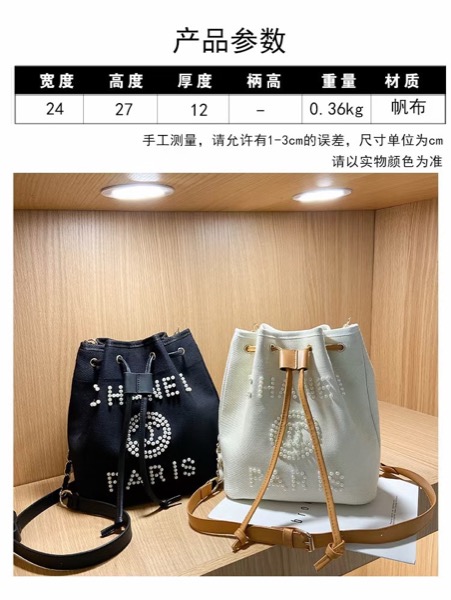 产品参数
宽度 高度 厚度 柄高 重量 材质
24 27 12 - 0.36kg 帆布
手工测量，请允许有1-3cm的误差，尺寸单位为cm
请以实物颜色为准
CHANEL
PARIS
CHANEL
PARIS